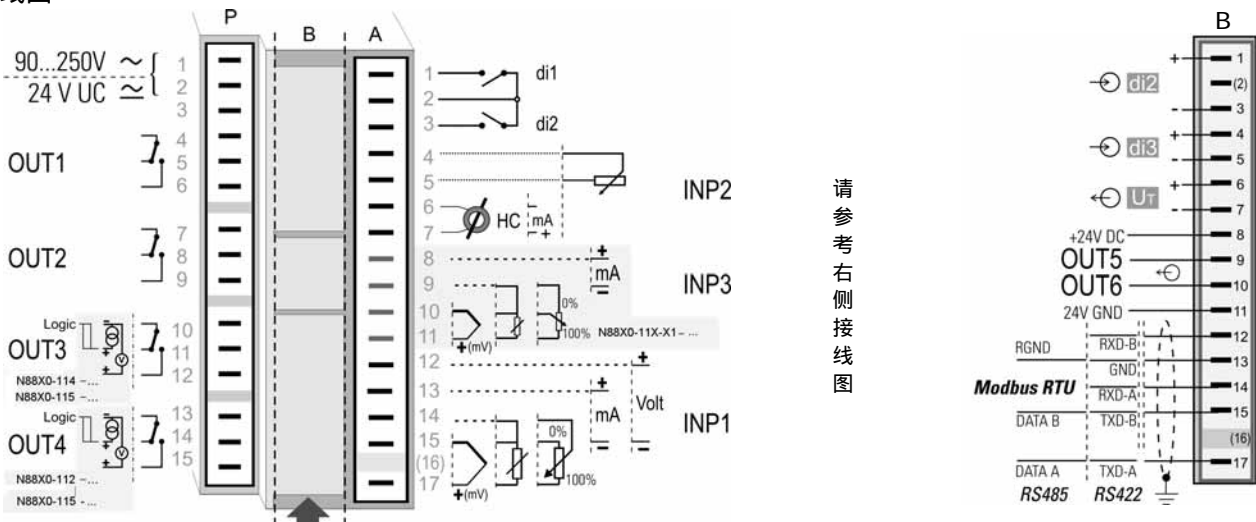 P
B
A
90...250V ~
24 V UC ≂
1
2
3
OUT1
4
5
6
OUT2
7
8
9
Logic
OUT3
+
+
V
N88X0-114 –...
N88X0-115 –...
10
11
12
Logic
OUT4
+
+
V
N88X0-112 –...
N88X0-115 -...
13
14
15
1
di1
2
3
di2
4
5
INP2
6
HC
mA
7
–
+
8
+
mA
–
9
INP3
10
0%
11
100%
N88X0-11X-X1– ...
+(mV)
12
+
13
+
Volt
mA
14
INP1
15
0%
–
–
(16)
17
100%
+(mV)
请参考右侧接线图
B
+
1
di2
(2)
-
3
+
4
di3
-
5
+
6
UT
-
7
+24V DC
8
OUT5
9
OUT6
10
24V GND
11
RGND
RXD-B
12
GND
13
Modbus RTU
RXD-A
14
DATA B
TXD-B
15
(16)
DATA A
TXD-A
17
RS485
RS422